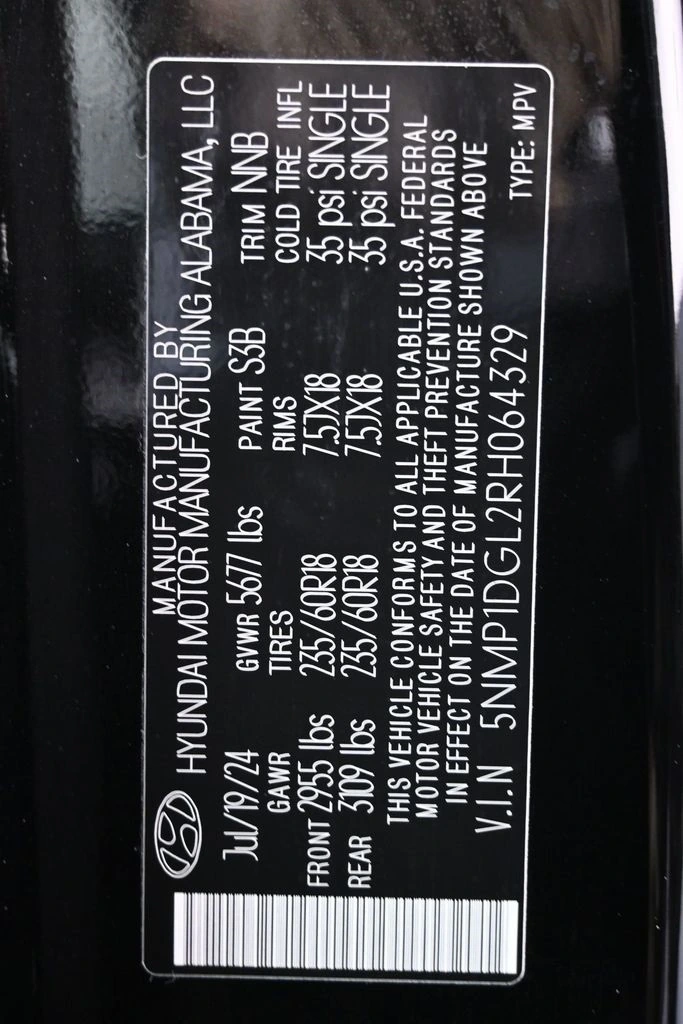 MANUFACTURED BY
HYUNDAI MOTOR MANUFACTURING ALABAMA, LLC
Jul/19/24 GVWR 5677 lbs PAINT S3B TRIM NNB
GAWR TIRES RIMS COLD TIRE INFL
FRONT 2955 lbs 235/60R18 7.5JX18 35 psi SINGLE
REAR 3109 lbs 235/60R18 7.5JX18 35 psi SINGLE
THIS VEHICLE CONFORMS TO ALL APPLICABLE U.S.A. FEDERAL
MOTOR VEHICLE SAFETY AND THEFT PREVENTION STANDARDS
IN EFFECT ON THE DATE OF MANUFACTURE SHOWN ABOVE
V.I.N 5NMP1DGL2RH064329 TYPE: MPV